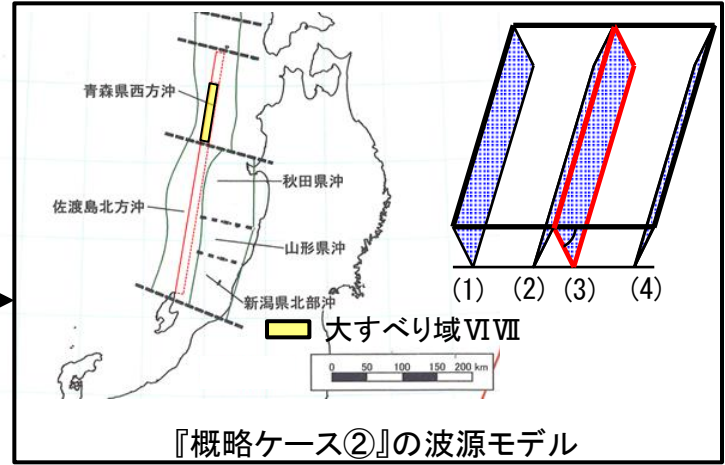 青森県西方沖
秋田県沖
佐渡島北方沖
山形県沖
新潟県北部沖
(1) (2) (3) (4)
大すべり域ⅥⅦ
0 50 100 150 200 km
『概略ケース②』の波源モデル